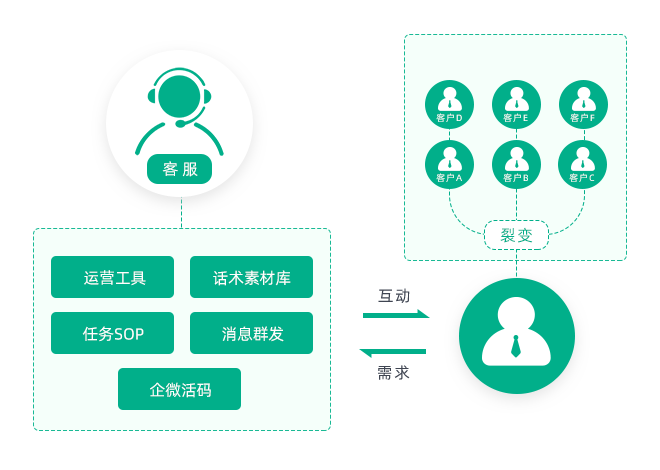 客服
运营工具
话术素材库
任务SOP
消息群发
企微活码
互动
需求
客户D
客户E
客户F
客户A
客户B
客户C
裂变